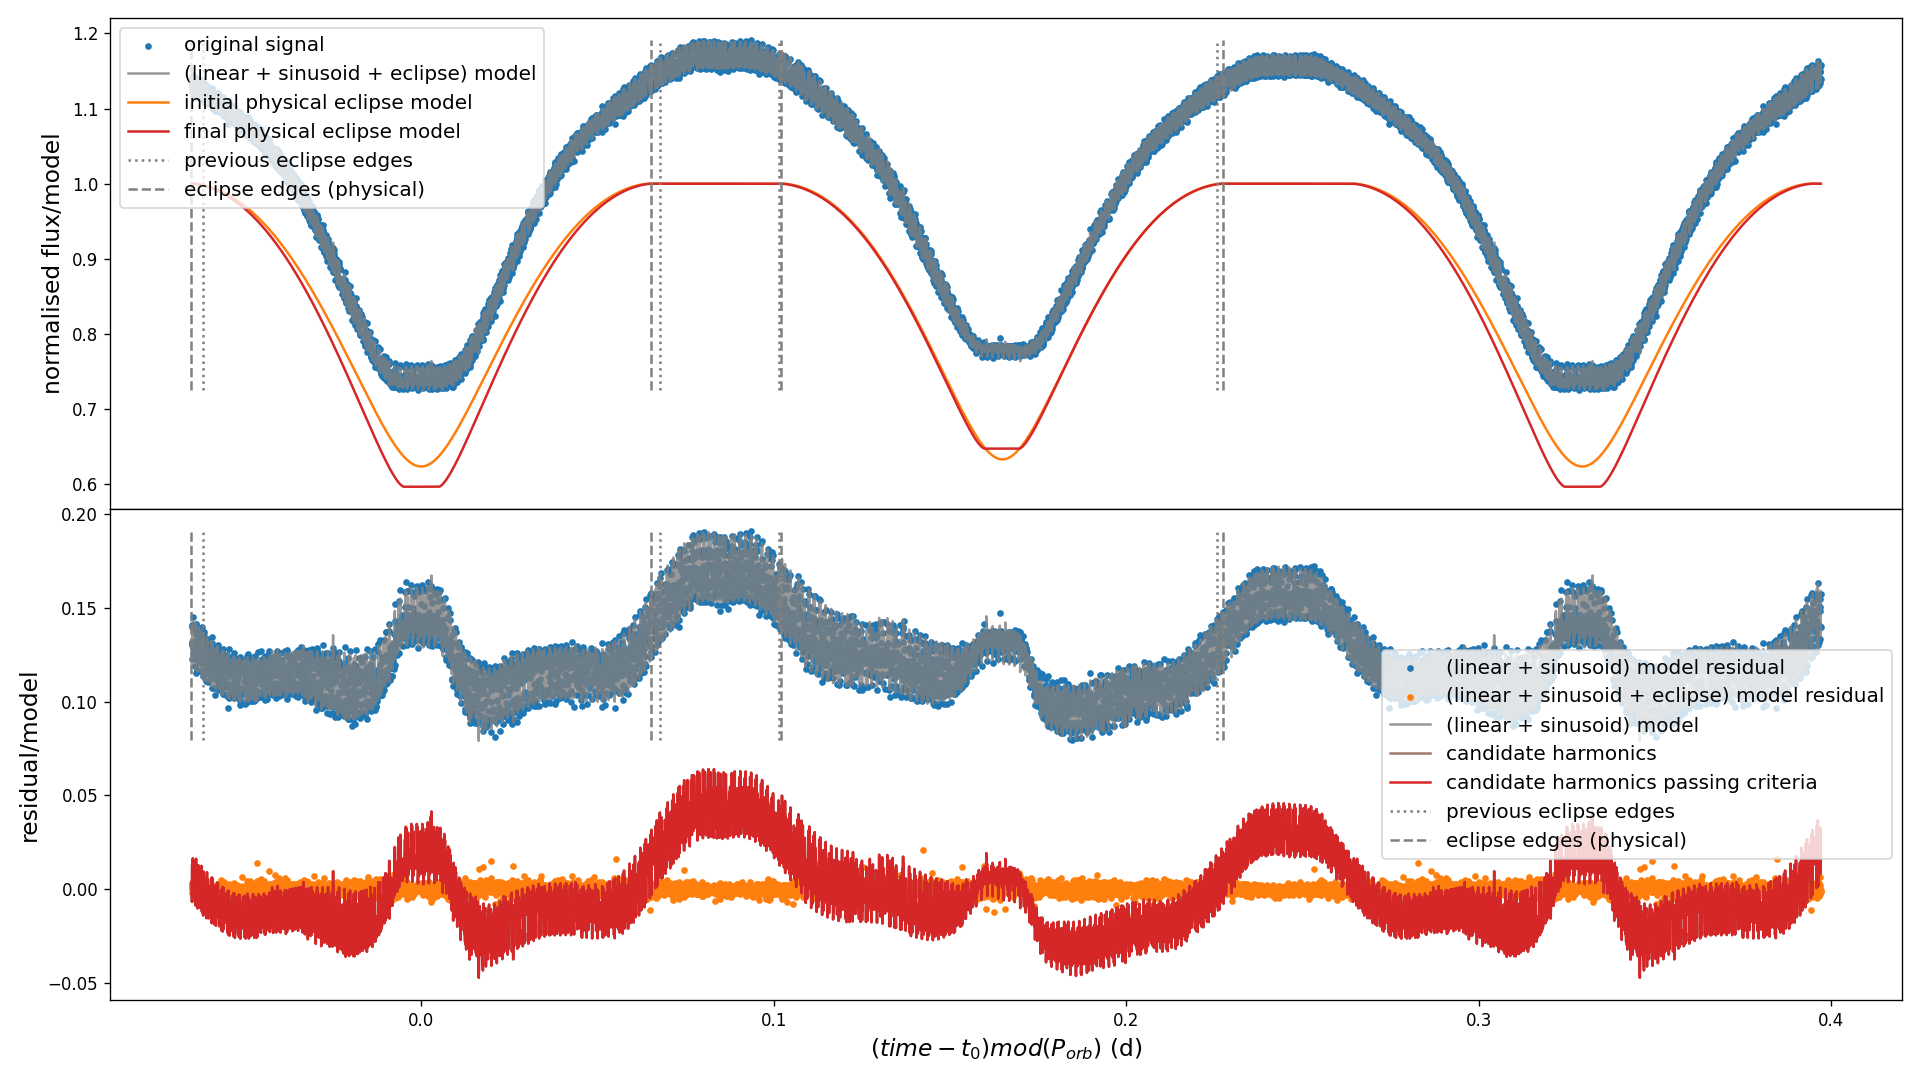 normalised flux/model
1.2
1.1
1.0
0.9
0.8
0.7
0.6
original signal
(linear + sinusoid + eclipse) model
initial physical eclipse model
final physical eclipse model
previous eclipse edges
eclipse edges (physical)
residual/model
0.20
0.15
0.10
0.05
0.00
−0.05
(linear + sinusoid) model residual
(linear + sinusoid + eclipse) model residual
(linear + sinusoid) model
candidate harmonics
candidate harmonics passing criteria
previous eclipse edges
eclipse edges (physical)
0.0 0.1 0.2 0.3 0.4
(time − t₀)mod(P_orb) (d)